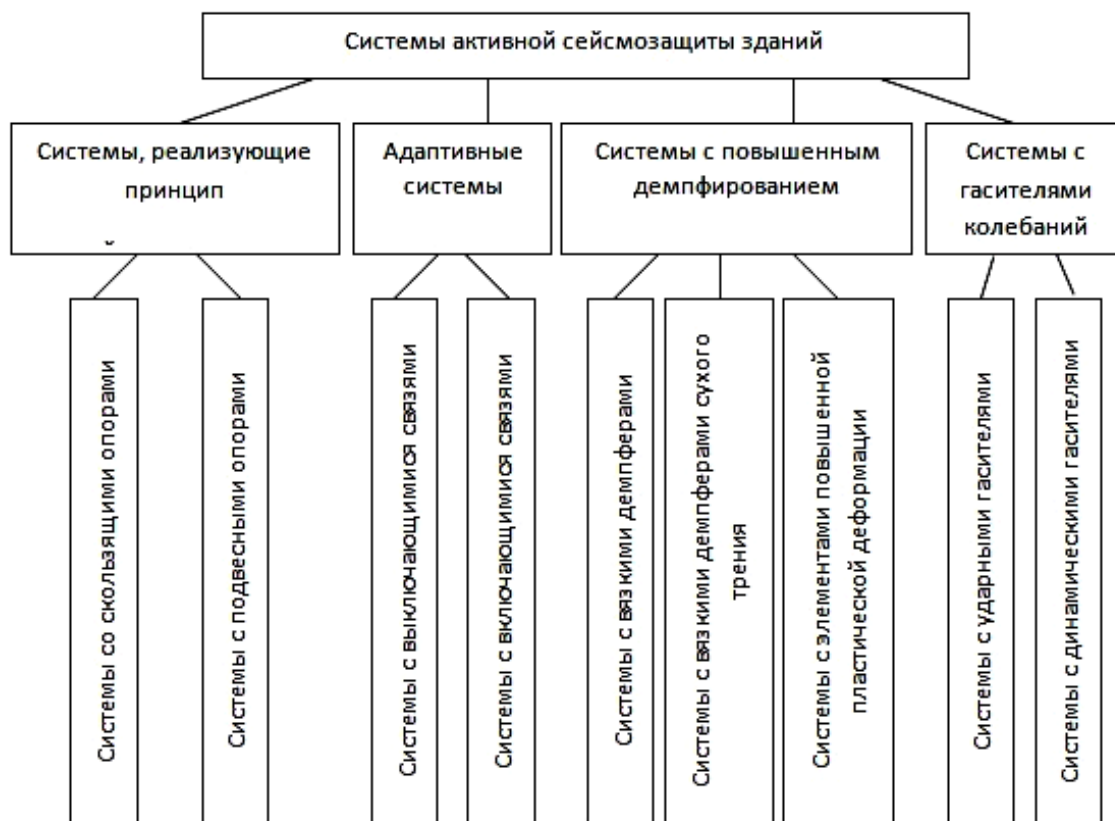 Системы активной сейсмозащиты зданий
Системы, реализующие
принцип
Адаптивные
системы
Системы с повышенным
демпфированием
Системы с
гасителями
колебаний
Системы со скользящими опорами
Системы с подвесными опорами
Системы с выключающимися связями
Системы с включающимися связями
Системы с вязкими демпферами
Системы с вязкими демпферами сухого
трения
Системы с элементами повышенной
пластической деформации
Системы с ударными гасителями
Системы с динамическими гасителями